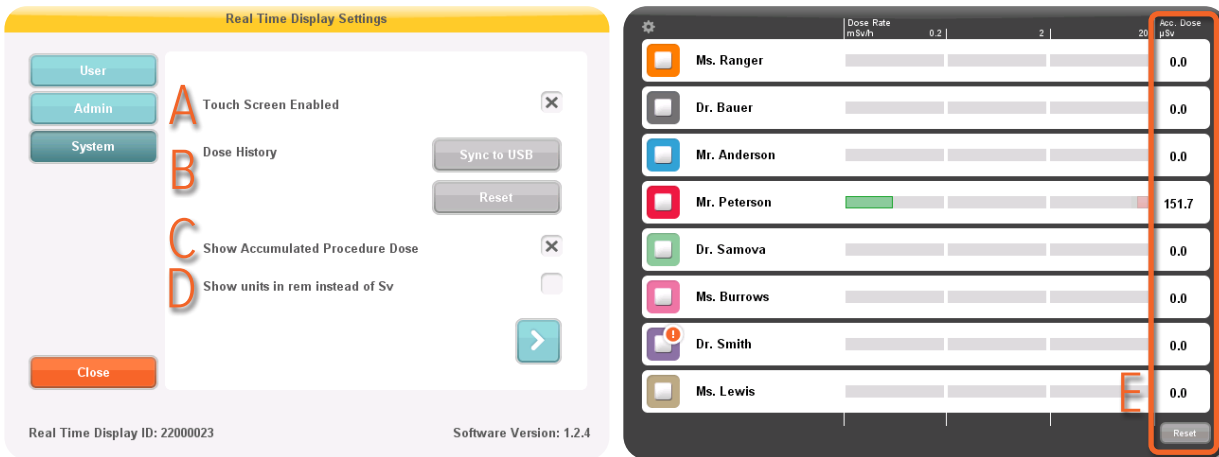 Real Time Display Settings
User
Admin
System
A Touch Screen Enabled
B Dose History
Sync to USB
Reset
C Show Accumulated Procedure Dose
D Show units in rem instead of Sv
Close
Real Time Display ID: 22000023
Software Version: 1.2.4
Dose Rate
mSv/h 0.2 2 20
Acc. Dose
µSv
Ms. Ranger 0.0
Dr. Bauer 0.0
Mr. Anderson 0.0
Mr. Peterson 151.7
Dr. Samova 0.0
Ms. Burrows 0.0
! Dr. Smith 0.0
Ms. Lewis E 0.0
Reset